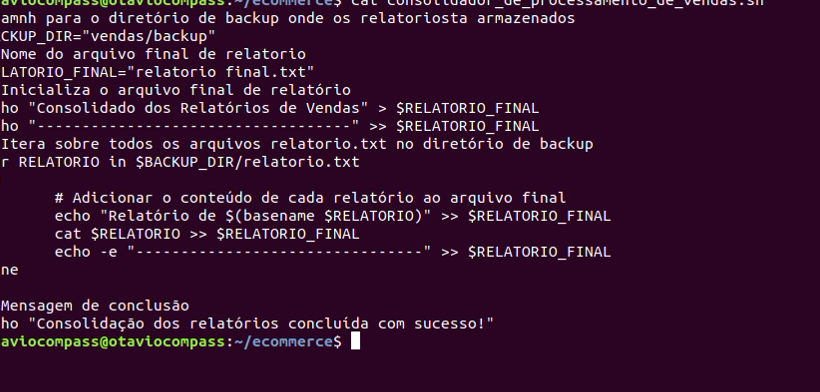 aviocompass@otaviocompass:~/ecommerce$ cat consolidador_de_processamento_de_vendas.sh
amnh para o diretório de backup onde os relatoriosta armazenados
CKUP_DIR="vendas/backup"
Nome do arquivo final de relatorio
LATORIO_FINAL="relatorio final.txt"
Inicializa o arquivo final de relatório
ho "Consolidado dos Relatórios de Vendas" > $RELATORIO_FINAL
ho "-----------------------------------" >> $RELATORIO_FINAL
Itera sobre todos os arquivos relatorio.txt no diretório de backup
r RELATORIO in $BACKUP_DIR/relatorio.txt
# Adicionar o conteúdo de cada relatório ao arquivo final
echo "Relatório de $(basename $RELATORIO)" >> $RELATORIO_FINAL
cat $RELATORIO >> $RELATORIO_FINAL
echo -e "--------------------------------" >> $RELATORIO_FINAL
ne
Mensagem de conclusão
ho "Consolidação dos relatórios concluída com sucesso!"
aviocompass@otaviocompass:~/ecommerce$